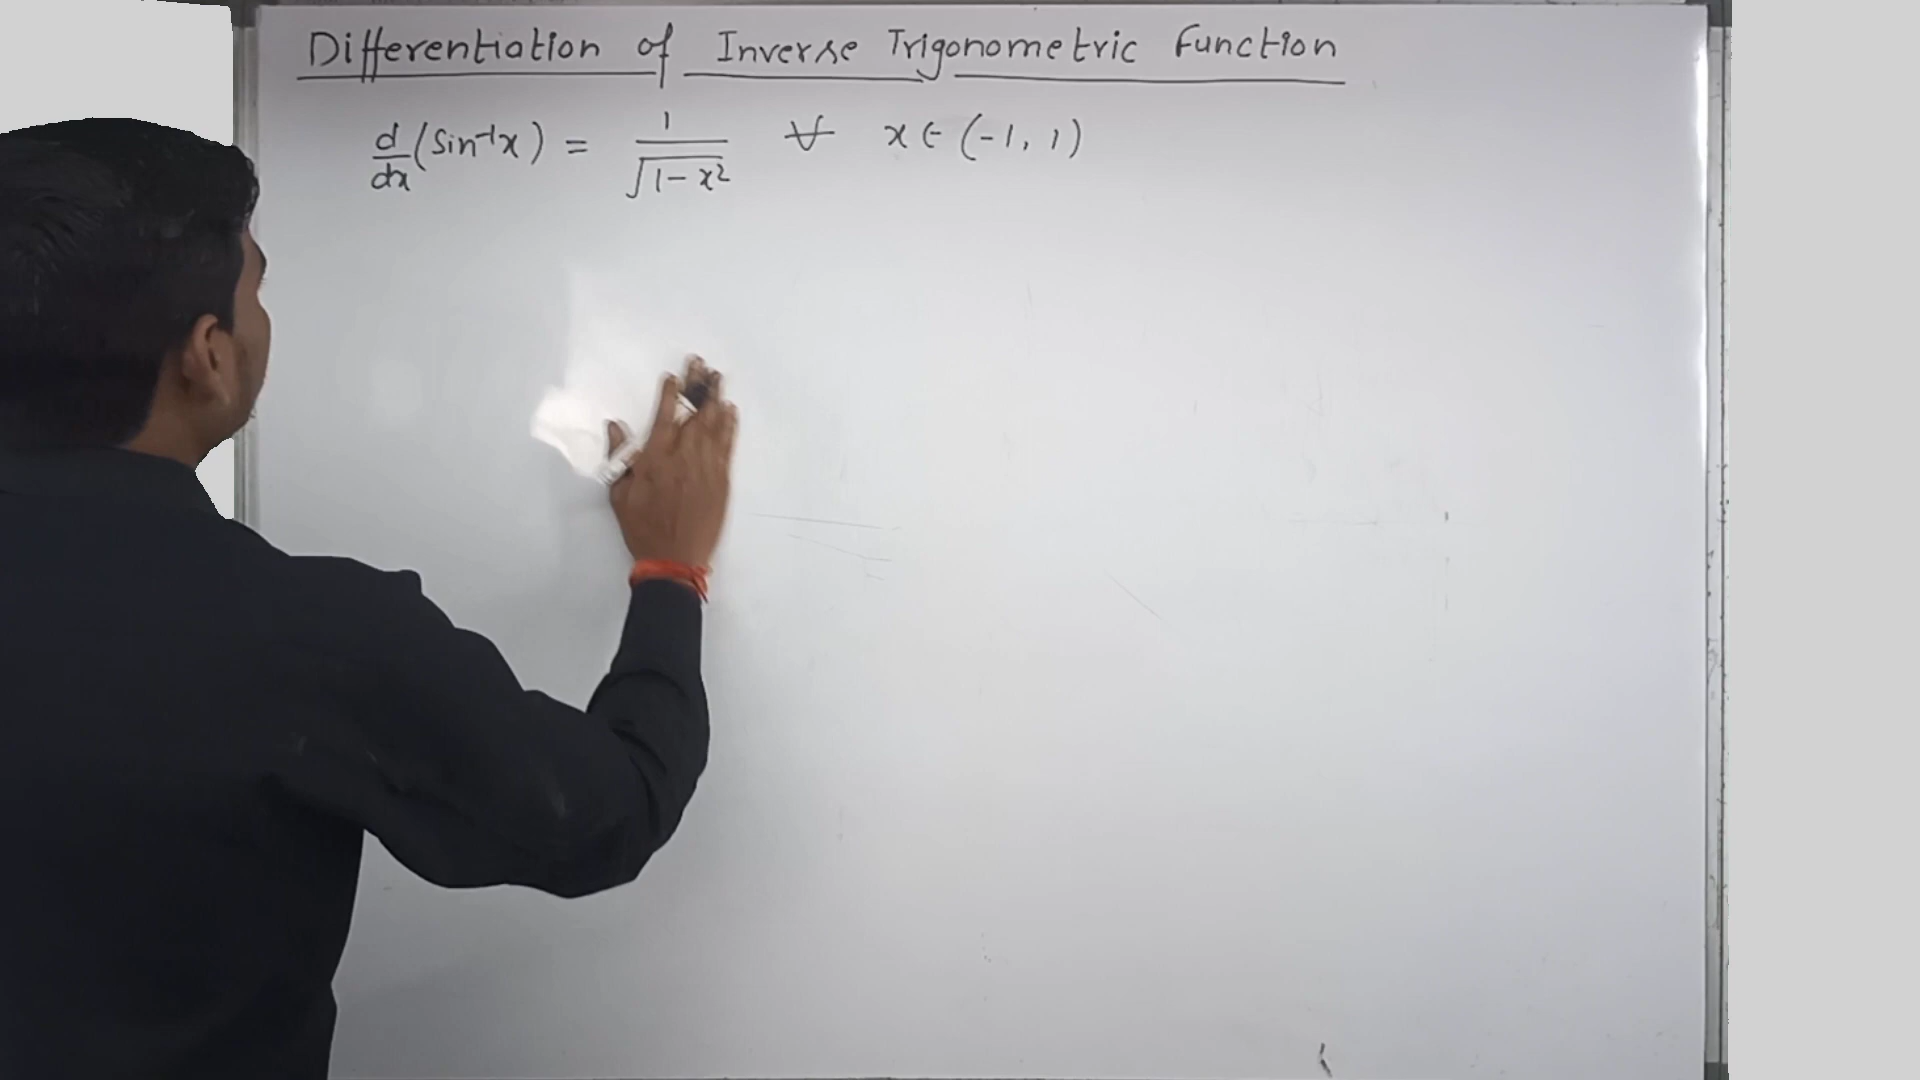 Differentiation of Inverse Trigonometric Function
d/dx (Sin⁻¹x) = 1/√(1-x²) ∀ x ∈ (-1, 1)